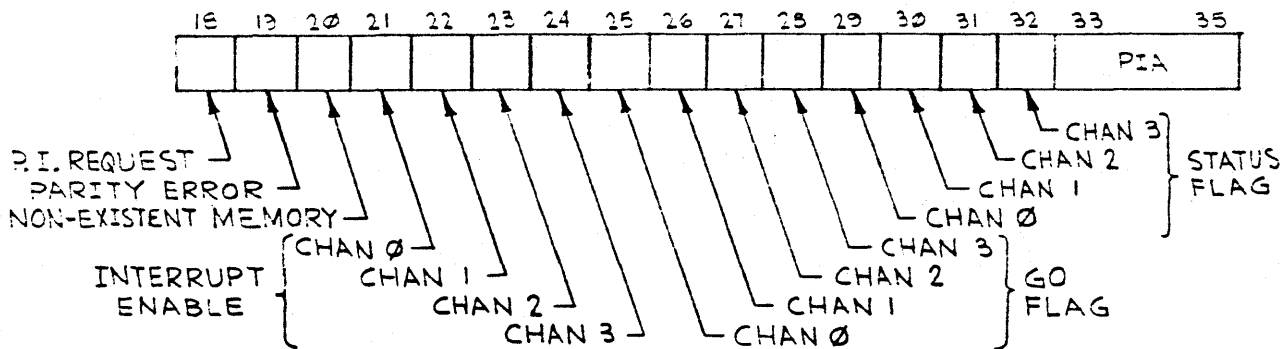 18 19 2Ø 21 22 23 24 25 26 27 28 29 30 31 32 33 35
PIA
P.I. REQUEST
PARITY ERROR
NON-EXISTENT MEMORY
INTERRUPT
ENABLE
CHAN Ø
CHAN 1
CHAN 2
CHAN 3
CHAN 3
CHAN 2
CHAN 1
CHAN Ø
GO
FLAG
CHAN 3
CHAN 2
CHAN 1
CHAN Ø
STATUS
FLAG